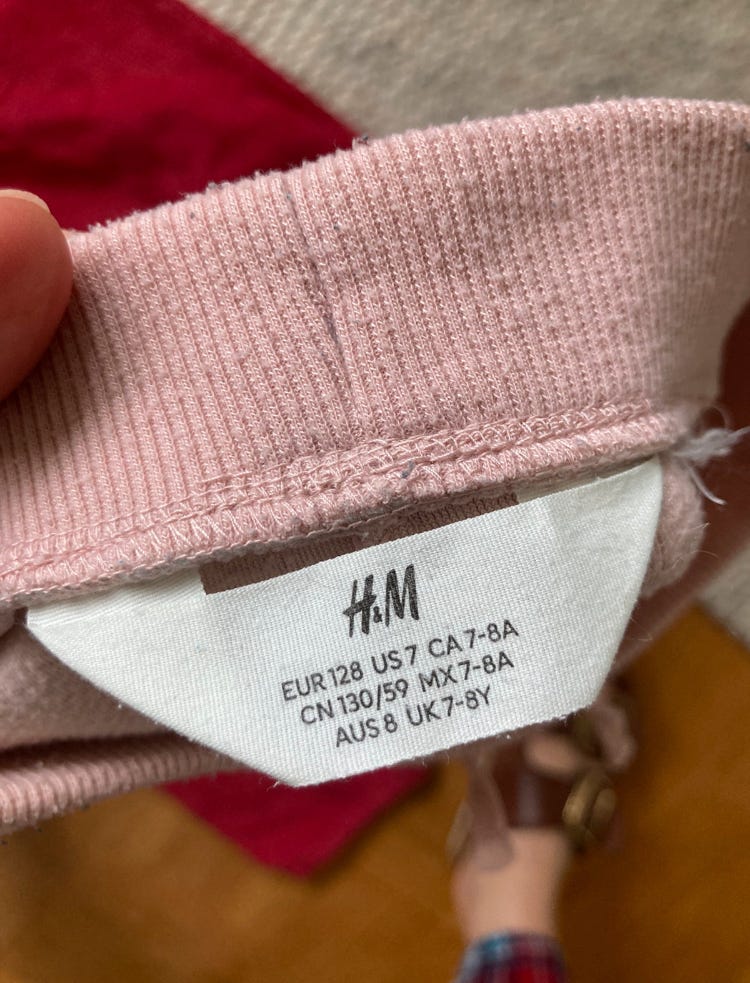 H&M
EUR 128 US 7 CA 7-8A
CN 130/59 MX 7-8A
AUS 8 UK 7-8Y